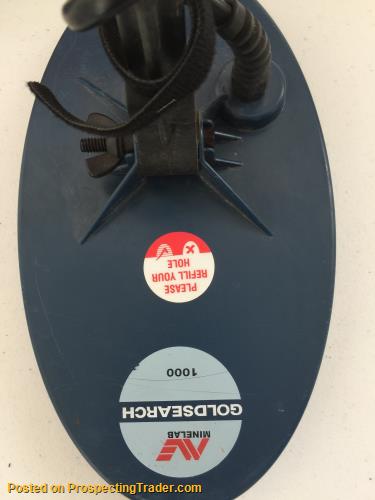 MINELAB
GOLDSEARCH
1000
PLEASE
REFILL YOUR
HOLE
Posted on ProspectingTrader.com